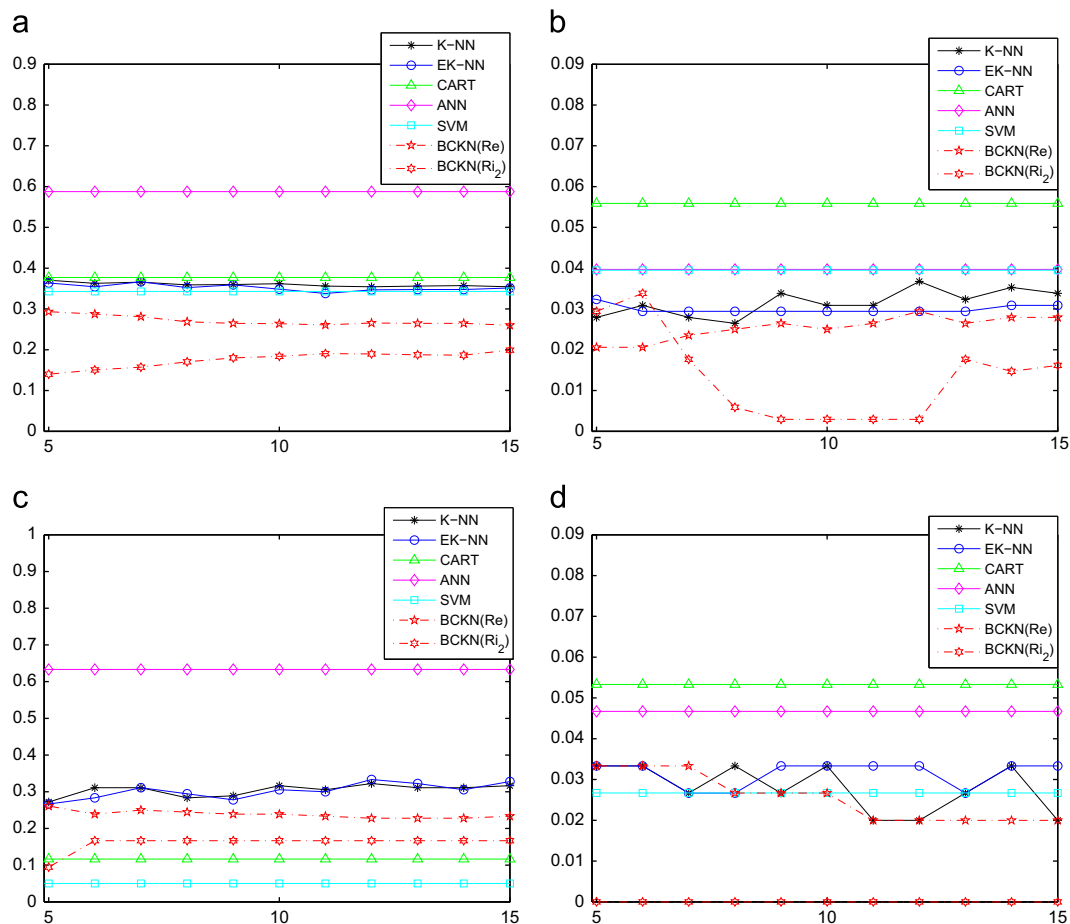 a
K−NN
EK−NN
CART
ANN
SVM
BCKN(Re)
BCKN(Ri2)
0.9
0.8
0.7
0.6
0.5
0.4
0.3
0.2
0.1
0
5
10
15
b
K−NN
EK−NN
CART
ANN
SVM
BCKN(Re)
BCKN(Ri2)
0.09
0.08
0.07
0.06
0.05
0.04
0.03
0.02
0.01
0
5
10
15
c
K−NN
EK−NN
CART
ANN
SVM
BCKN(Re)
BCKN(Ri2)
1
0.9
0.8
0.7
0.6
0.5
0.4
0.3
0.2
0.1
0
5
10
15
d
K−NN
EK−NN
CART
ANN
SVM
BCKN(Re)
BCKN(Ri2)
0.09
0.08
0.07
0.06
0.05
0.04
0.03
0.02
0.01
0
5
10
15